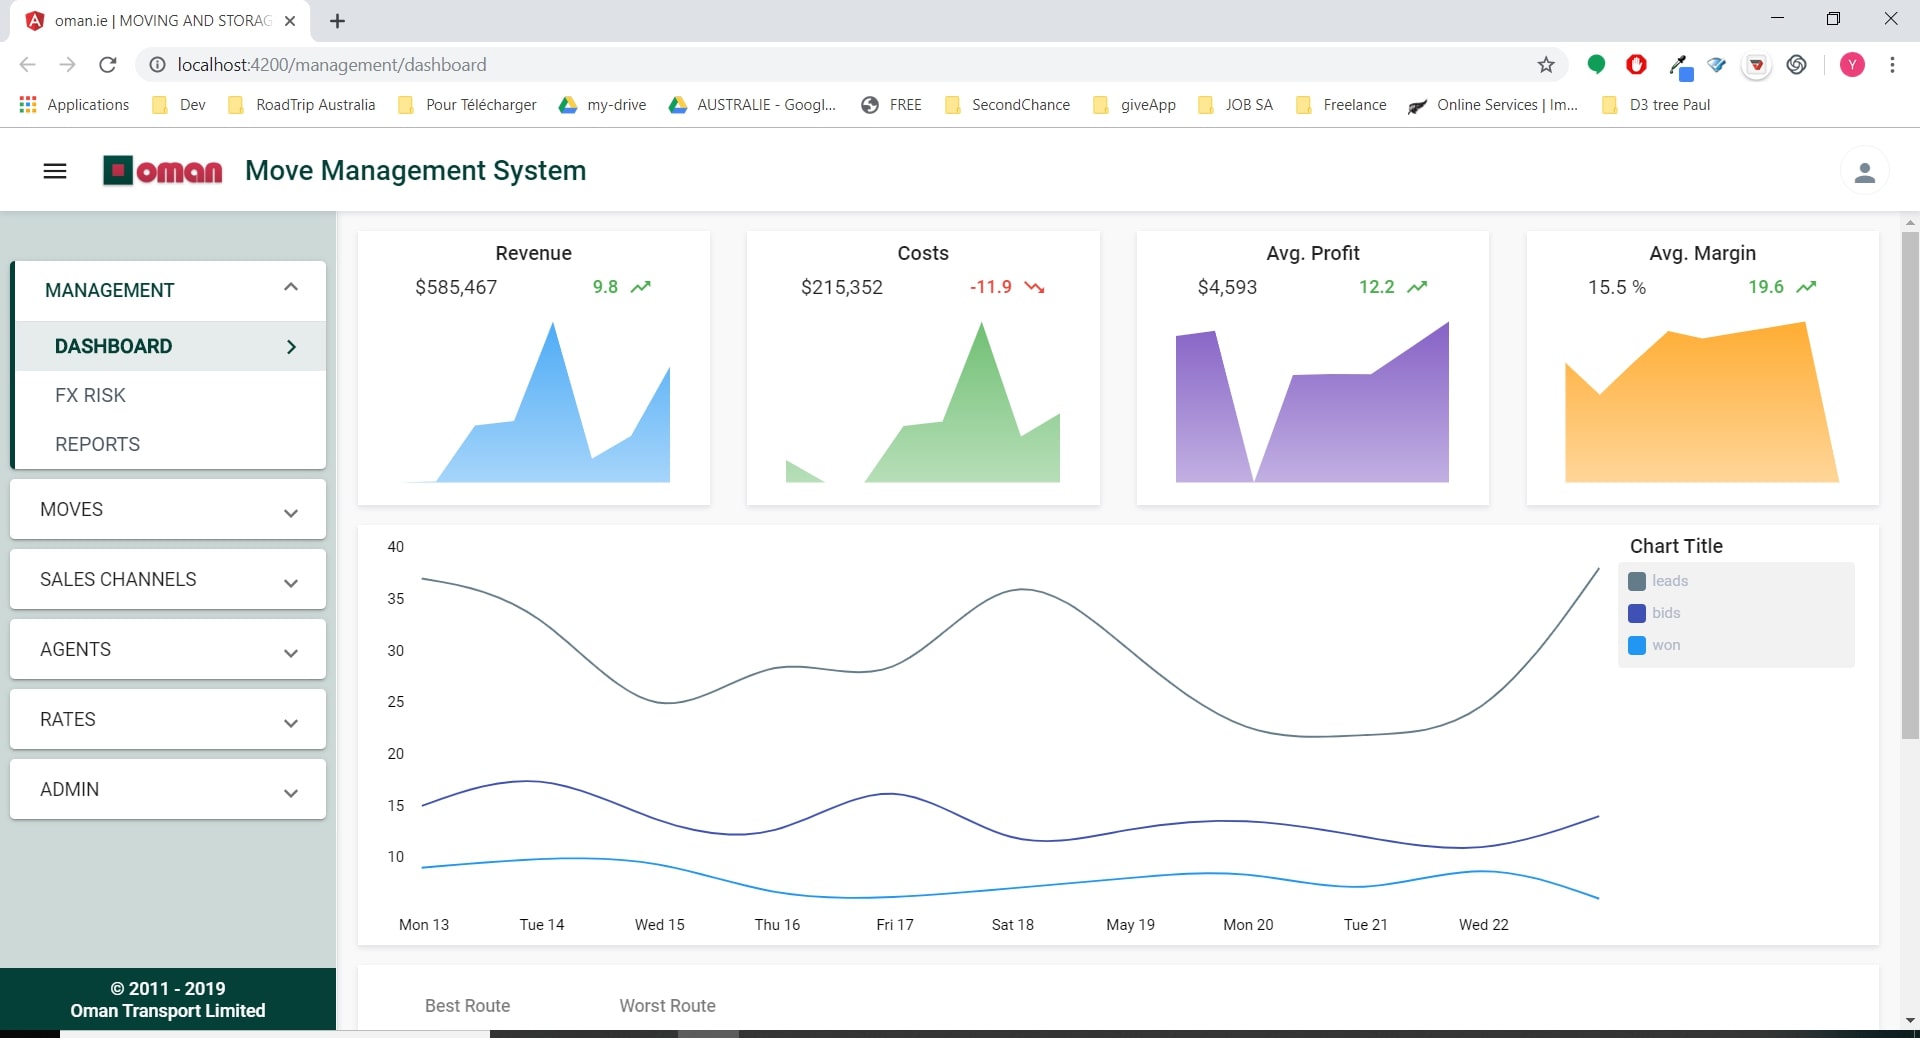 oman.ie | MOVING AND STORAG
localhost:4200/management/dashboard
Y
Applications Dev RoadTrip Australia Pour Télécharger my-drive AUSTRALIE - Googl... FREE SecondChance giveApp JOB SA Freelance Online Services | Im... D3 tree Paul
oman Move Management System
MANAGEMENT
DASHBOARD
FX RISK
REPORTS
MOVES
SALES CHANNELS
AGENTS
RATES
ADMIN
© 2011 - 2019
Oman Transport Limited
Revenue
$585,467 9.8
Costs
$215,352 -11.9
Avg. Profit
$4,593 12.2
Avg. Margin
15.5 % 19.6
40
35
30
25
20
15
10
Mon 13 Tue 14 Wed 15 Thu 16 Fri 17 Sat 18 May 19 Mon 20 Tue 21 Wed 22
Chart Title
leads
bids
won
Best Route Worst Route